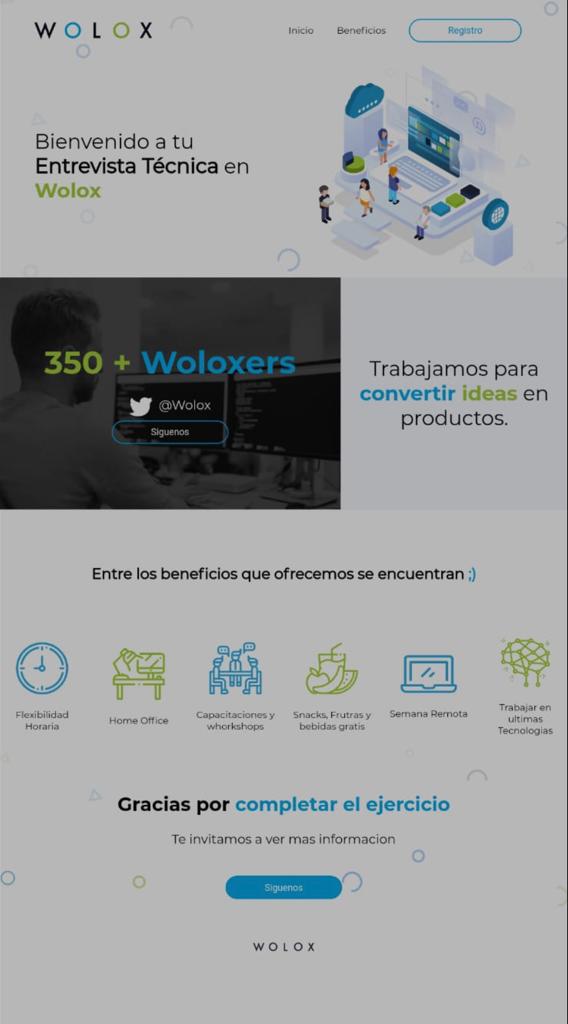 WOLOX
Inicio
Beneficios
Registro
Bienvenido a tu
Entrevista Técnica en
Wolox
350 + Woloxers
@Wolox
Siguenos
Trabajamos para
convertir ideas en
productos.
Entre los beneficios que ofrecemos se encuentran ;)
Flexibilidad
Horaria
Home Office
Capacitaciones y
whorkshops
Snacks, Frutras y
bebidas gratis
Semana Remota
Trabajar en
ultimas
Tecnologias
Gracias por completar el ejercicio
Te invitamos a ver mas informacion
Siguenos
WOLOX